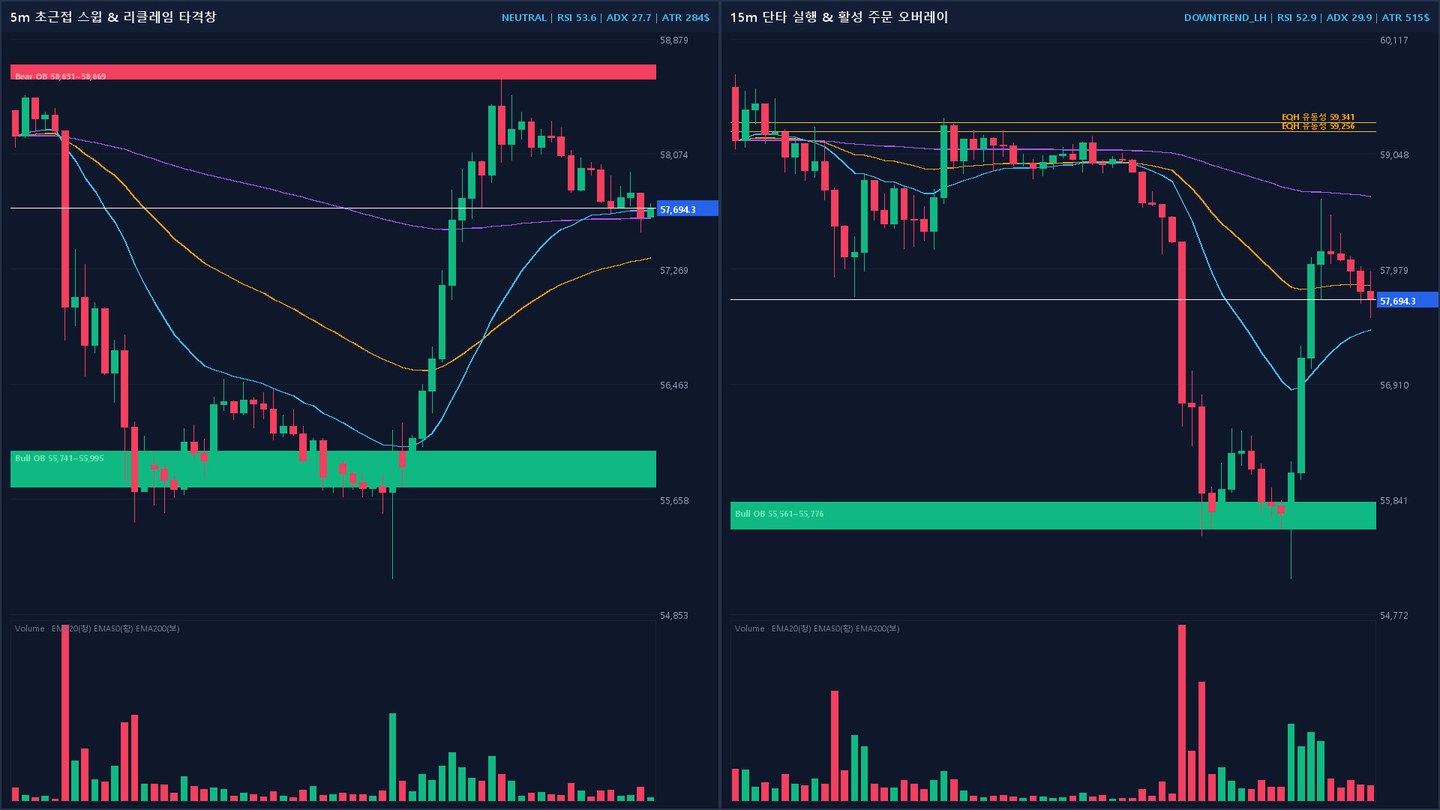 5m 초근접 스윕 & 리클레임 타격창
NEUTRAL | RSI 53.6 | ADX 27.7 | ATR 284$
58,879
Bear OB 58,631~58,669
58,074
57,694.3
57,269
56,463
Bull OB 55,741~55,995
55,658
54,853
Volume · EMA20(청) EMA50(황) EMA200(보)
15m 단타 실행 & 활성 주문 오버레이
DOWNTREND_LH | RSI 52.9 | ADX 29.9 | ATR 515$
60,117
EQH 유동성 59,341
EQH 유동성 59,256
59,048
57,979
57,694.3
56,910
55,841
Bull OB 55,561~55,776
54,772
Volume · EMA20(청) EMA50(황) EMA200(보)